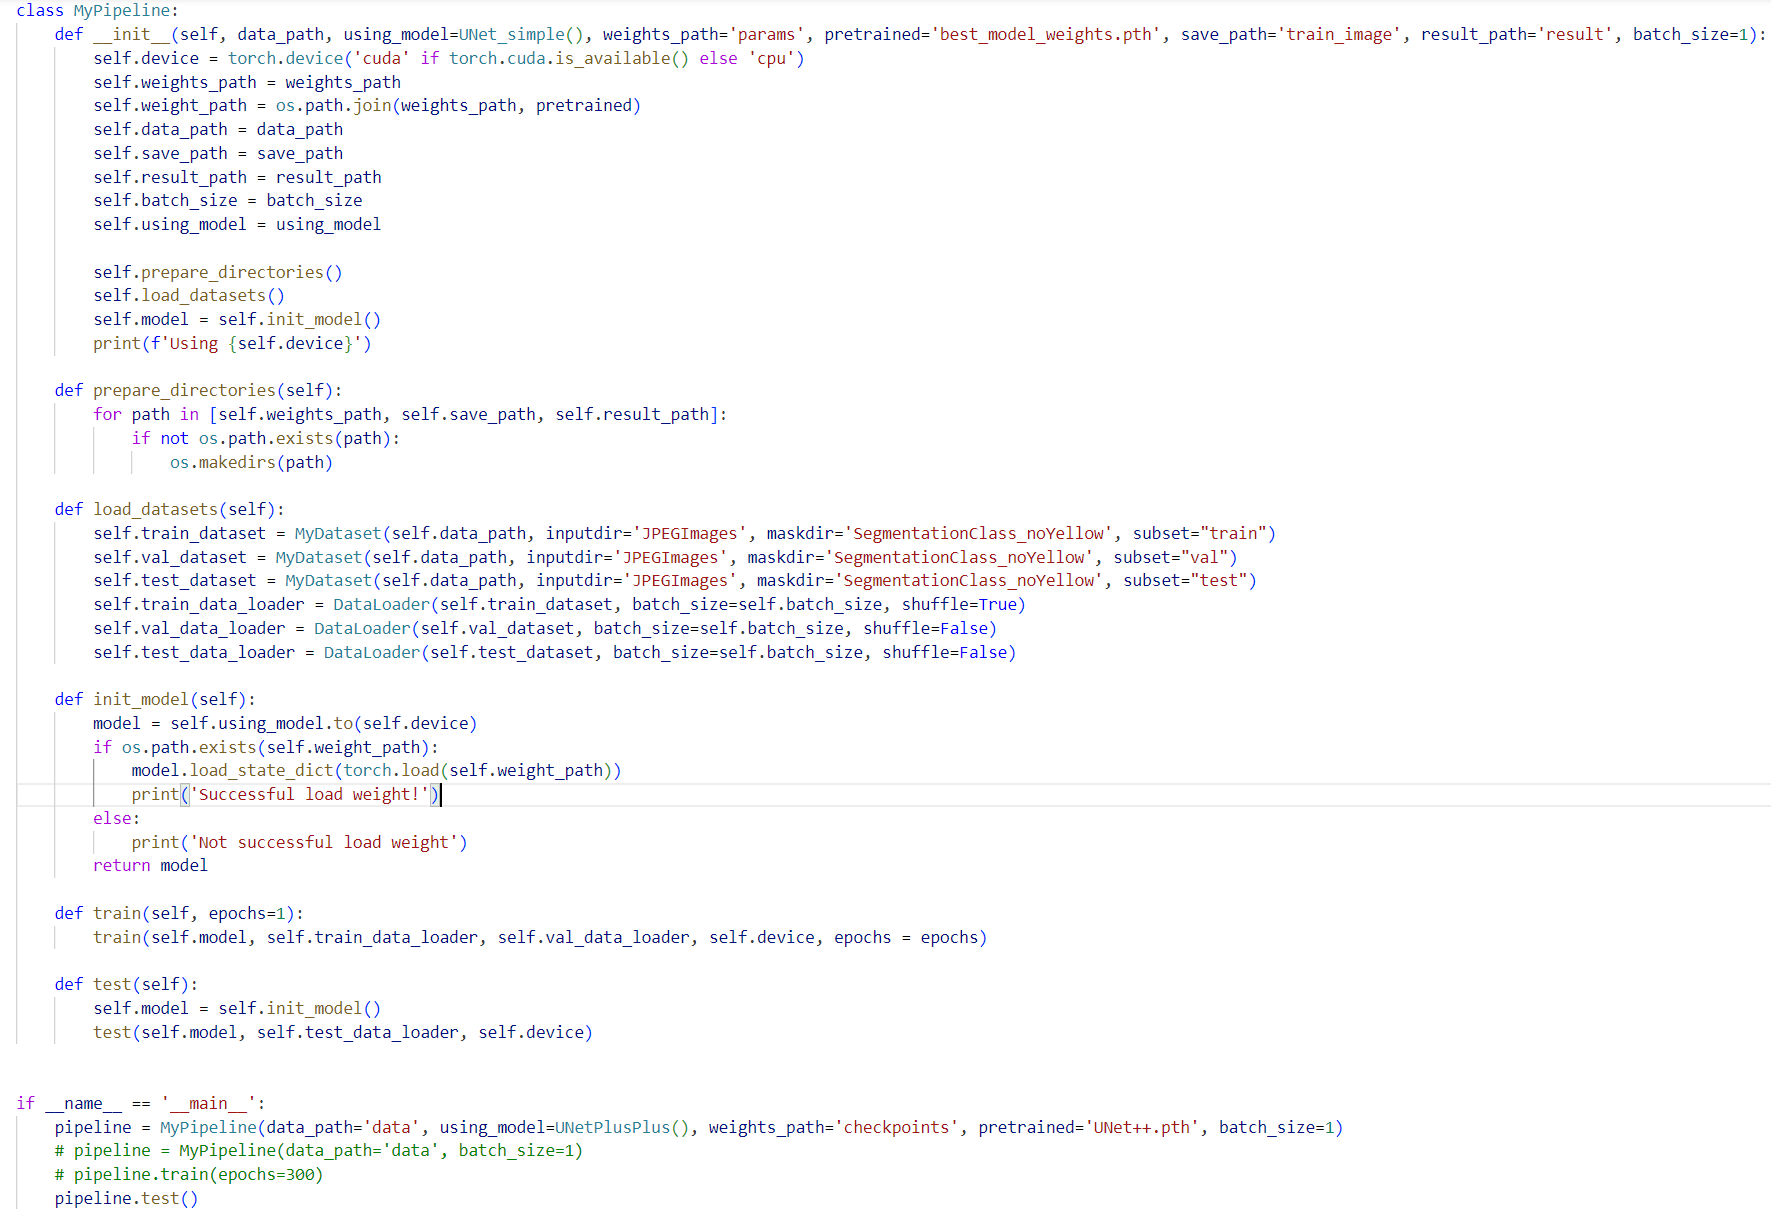 class MyPipeline:
    def __init__(self, data_path, using_model=UNet_simple(), weights_path='params', pretrained='best_model_weights.pth', save_path='train_image', result_path='result', batch_size=1):
        self.device = torch.device('cuda' if torch.cuda.is_available() else 'cpu')
        self.weights_path = weights_path
        self.weight_path = os.path.join(weights_path, pretrained)
        self.data_path = data_path
        self.save_path = save_path
        self.result_path = result_path
        self.batch_size = batch_size
        self.using_model = using_model

        self.prepare_directories()
        self.load_datasets()
        self.model = self.init_model()
        print(f'Using {self.device}')

    def prepare_directories(self):
        for path in [self.weights_path, self.save_path, self.result_path]:
            if not os.path.exists(path):
                os.makedirs(path)

    def load_datasets(self):
        self.train_dataset = MyDataset(self.data_path, inputdir='JPEGImages', maskdir='SegmentationClass_noYellow', subset="train")
        self.val_dataset = MyDataset(self.data_path, inputdir='JPEGImages', maskdir='SegmentationClass_noYellow', subset="val")
        self.test_dataset = MyDataset(self.data_path, inputdir='JPEGImages', maskdir='SegmentationClass_noYellow', subset="test")
        self.train_data_loader = DataLoader(self.train_dataset, batch_size=self.batch_size, shuffle=True)
        self.val_data_loader = DataLoader(self.val_dataset, batch_size=self.batch_size, shuffle=False)
        self.test_data_loader = DataLoader(self.test_dataset, batch_size=self.batch_size, shuffle=False)

    def init_model(self):
        model = self.using_model.to(self.device)
        if os.path.exists(self.weight_path):
            model.load_state_dict(torch.load(self.weight_path))
            print('Successful load weight!')
        else:
            print('Not successful load weight')
        return model

    def train(self, epochs=1):
        train(self.model, self.train_data_loader, self.val_data_loader, self.device, epochs = epochs)

    def test(self):
        self.model = self.init_model()
        test(self.model, self.test_data_loader, self.device)


if __name__ == '__main__':
    pipeline = MyPipeline(data_path='data', using_model=UNetPlusPlus(), weights_path='checkpoints', pretrained='UNet++.pth', batch_size=1)
    # pipeline = MyPipeline(data_path='data', batch_size=1)
    # pipeline.train(epochs=300)
    pipeline.test()